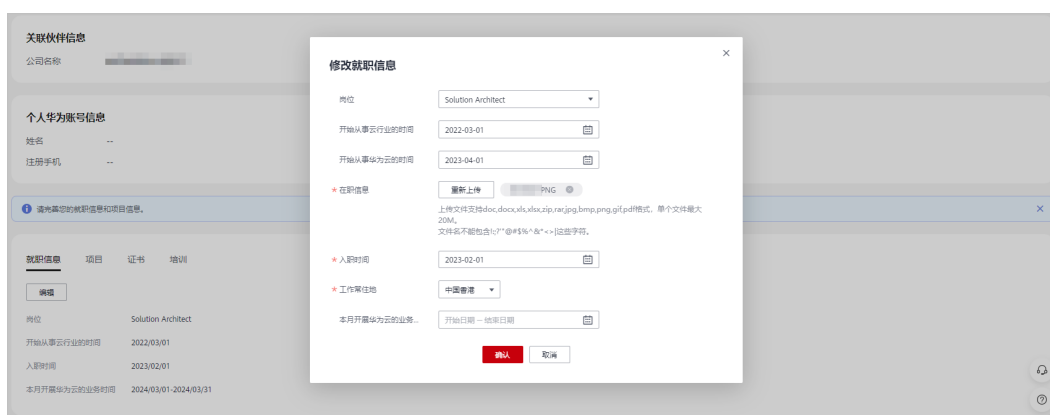 关联伙伴信息
公司名称
个人华为账号信息
姓名 --
注册手机 --
请完善您的就职信息和项目信息。
就职信息 项目 证书 培训
编辑
岗位 Solution Architect
开始从事云行业的时间 2022/03/01
入职时间 2023/02/01
本月开展华为云的业务时间 2024/03/01-2024/03/31
修改就职信息
岗位 Solution Architect
开始从事云行业的时间 2022-03-01
开始从事华为云的时间 2023-04-01
* 在职信息 重新上传 PNG
上传文件支持doc,docx,xls,xlsx,zip,rar,jpg,bmp,png,gif,pdf格式，单个文件最大
20M。
文件名不能包含!;?'"@#$%^&*<>|这些字符。
* 入职时间 2023-02-01
* 工作常住地 中国香港
本月开展华为云的业务... 开始日期 – 结束日期
确认 取消